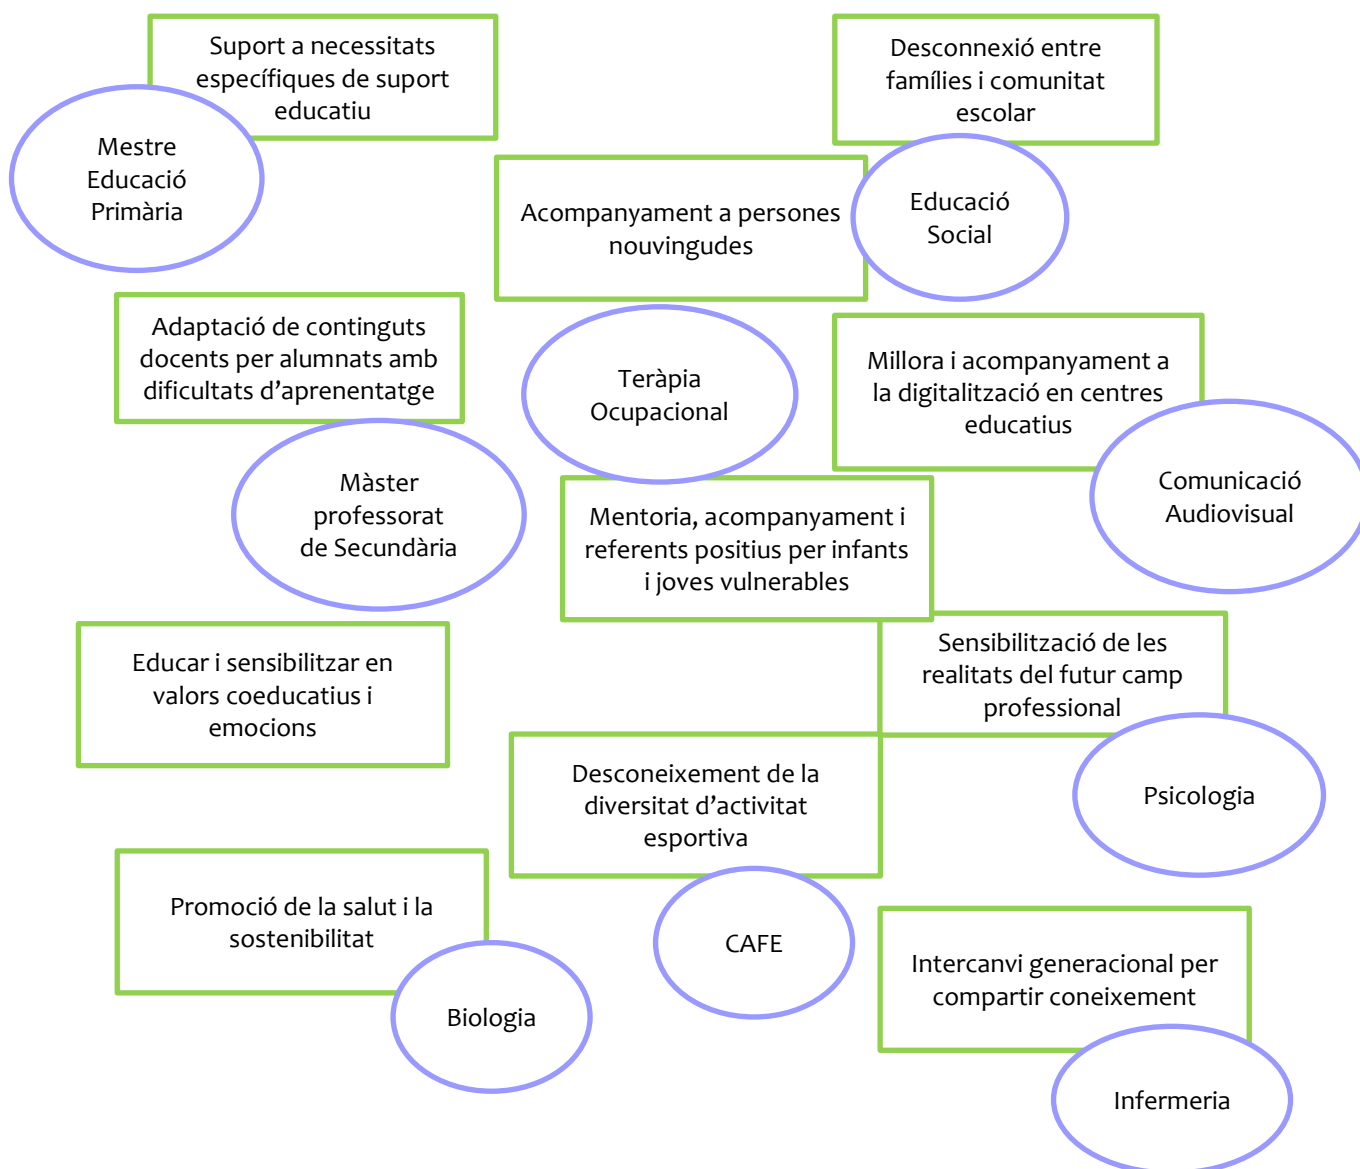 Suport a necessitats
específiques de suport
educatiu
Desconnexió entre
famílies i comunitat
escolar
Mestre
Educació
Primària
Acompanyament a persones
nouvingudes
Educació
Social
Adaptació de continguts
docents per alumnats amb
dificultats d’aprenentatge
Teràpia
Ocupacional
Millora i acompanyament a
la digitalització en centres
educatius
Màster
professorat
de Secundària
Comunicació
Audiovisual
Mentoria, acompanyament i
referents positius per infants
i joves vulnerables
Educar i sensibilitzar en
valors coeducatius i
emocions
Sensibilització de les
realitats del futur camp
professional
Desconeixement de la
diversitat d’activitat
esportiva
Psicologia
Promoció de la salut i la
sostenibilitat
CAFE
Intercanvi generacional per
compartir coneixement
Biologia
Infermeria